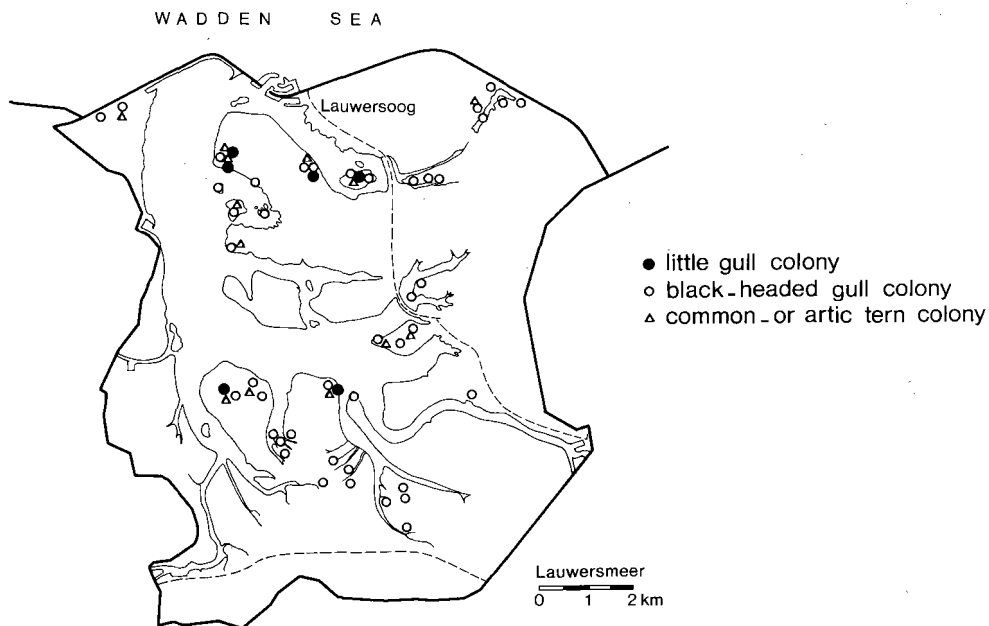 WADDEN SEA
Lauwersoog
little gull colony
black-headed gull colony
common-or artic tern colony
Lauwersmeer
0 1 2 km